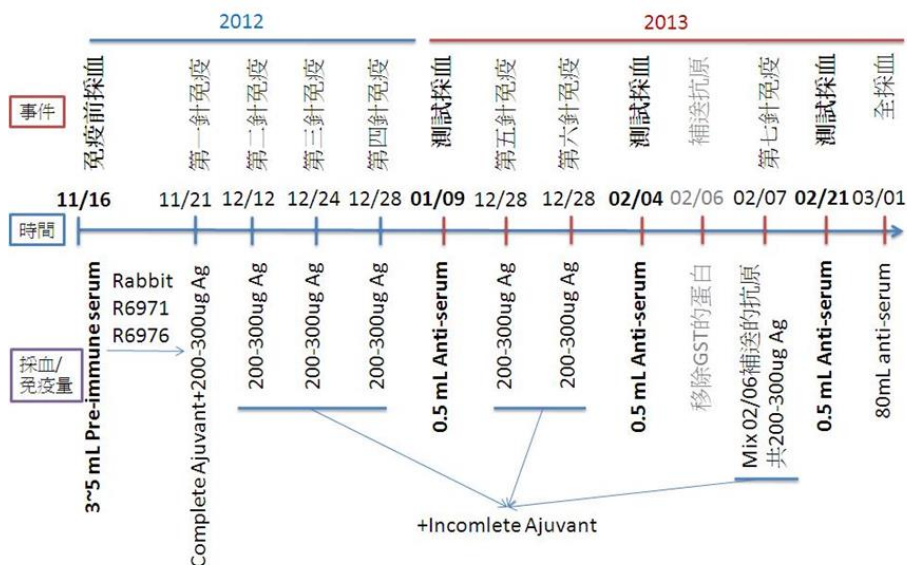 2012
2013
事件
免疫前採血
第一針免疫
第二針免疫
第三針免疫
第四針免疫
測試採血
第五針免疫
第六針免疫
測試採血
補送抗原
第七針免疫
測試採血
全採血
時間
11/16
11/21
12/12
12/24
12/28
01/09
12/28
12/28
02/04
02/06
02/07
02/21
03/01
採血/
免疫量
3~5 mL Pre-immune serum
Rabbit
R6971
R6976
Complete Ajuvant+200-300ug Ag
200-300ug Ag
200-300ug Ag
200-300ug Ag
0.5 mL Anti-serum
200-300ug Ag
200-300ug Ag
0.5 mL Anti-serum
移除GST的蛋白
Mix 02/06補送的抗原
共200-300ug Ag
0.5 mL Anti-serum
80mL anti-serum
+Incomlete Ajuvant